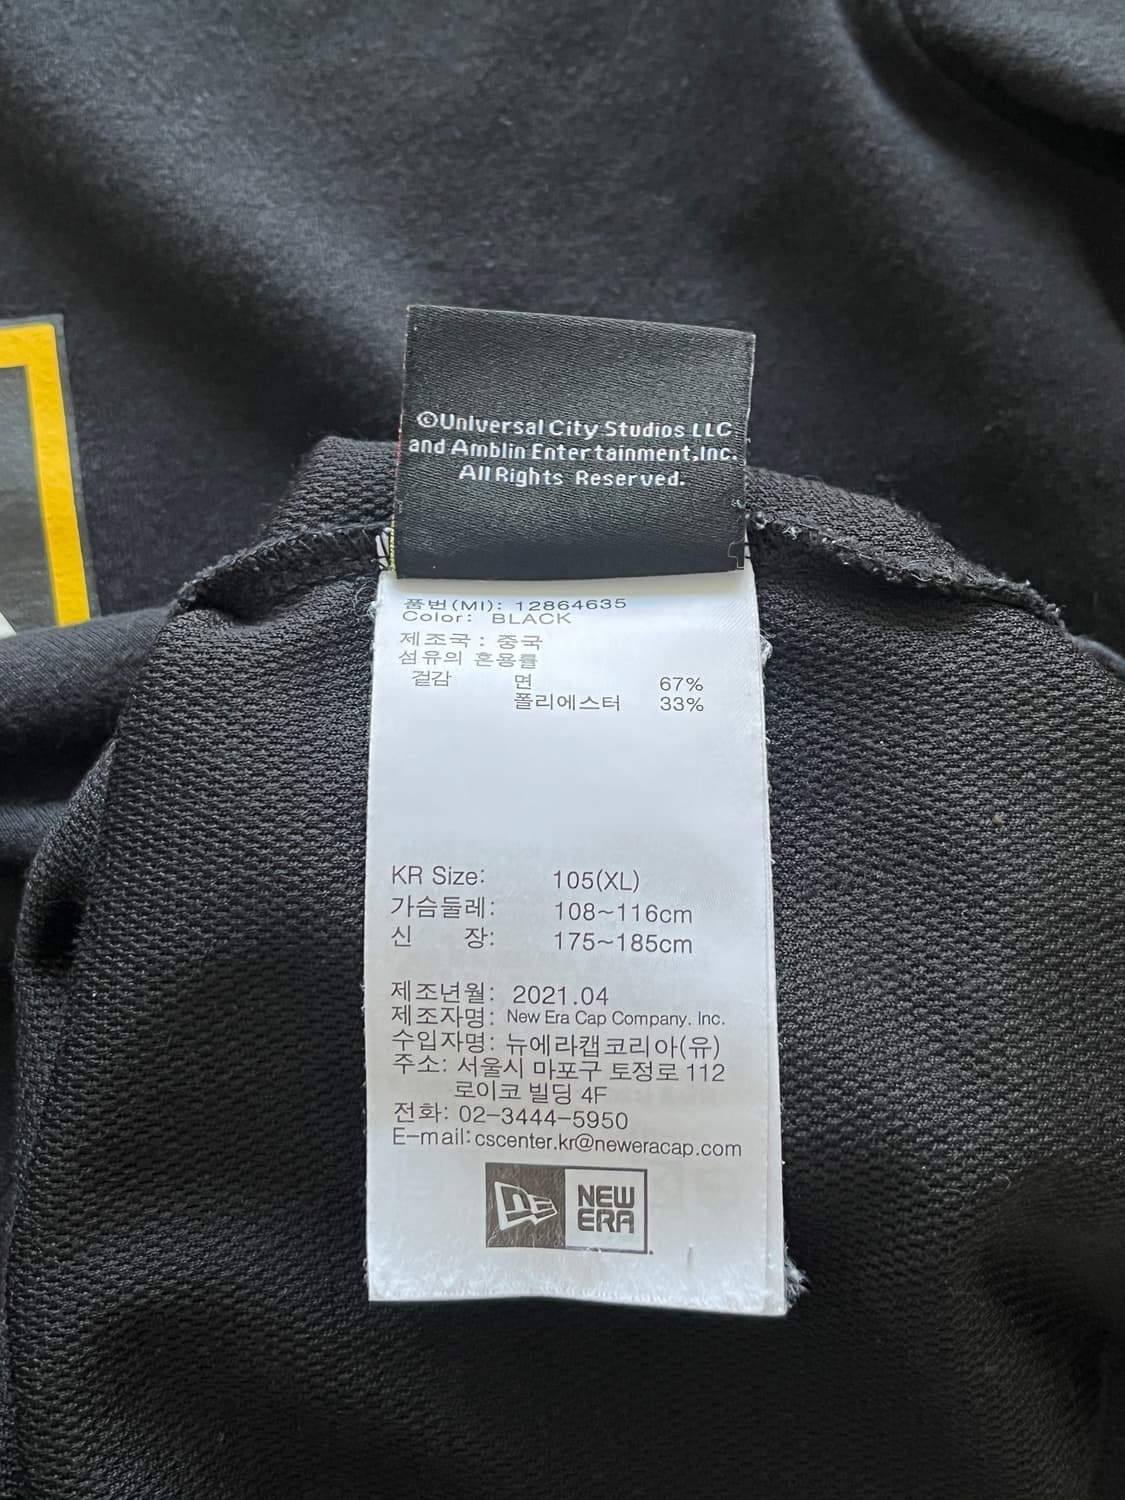 ©Universal City Studios LLC
and Amblin Entertainment,Inc.
All Rights Reserved.
품번(MI): 12864635
Color: BLACK
제조국 : 중국
섬유의 혼용률
겉감 면 67%
폴리에스터 33%
KR Size: 105(XL)
가슴둘레: 108~116cm
신 장: 175~185cm
제조년월: 2021.04
제조자명: New Era Cap Company. Inc.
수입자명: 뉴에라캡코리아(유)
주소: 서울시 마포구 토정로 112
로이코 빌딩 4F
전화: 02-3444-5950
E-mail:cscenter.kr@neweracap.com
NE NEW
ERA